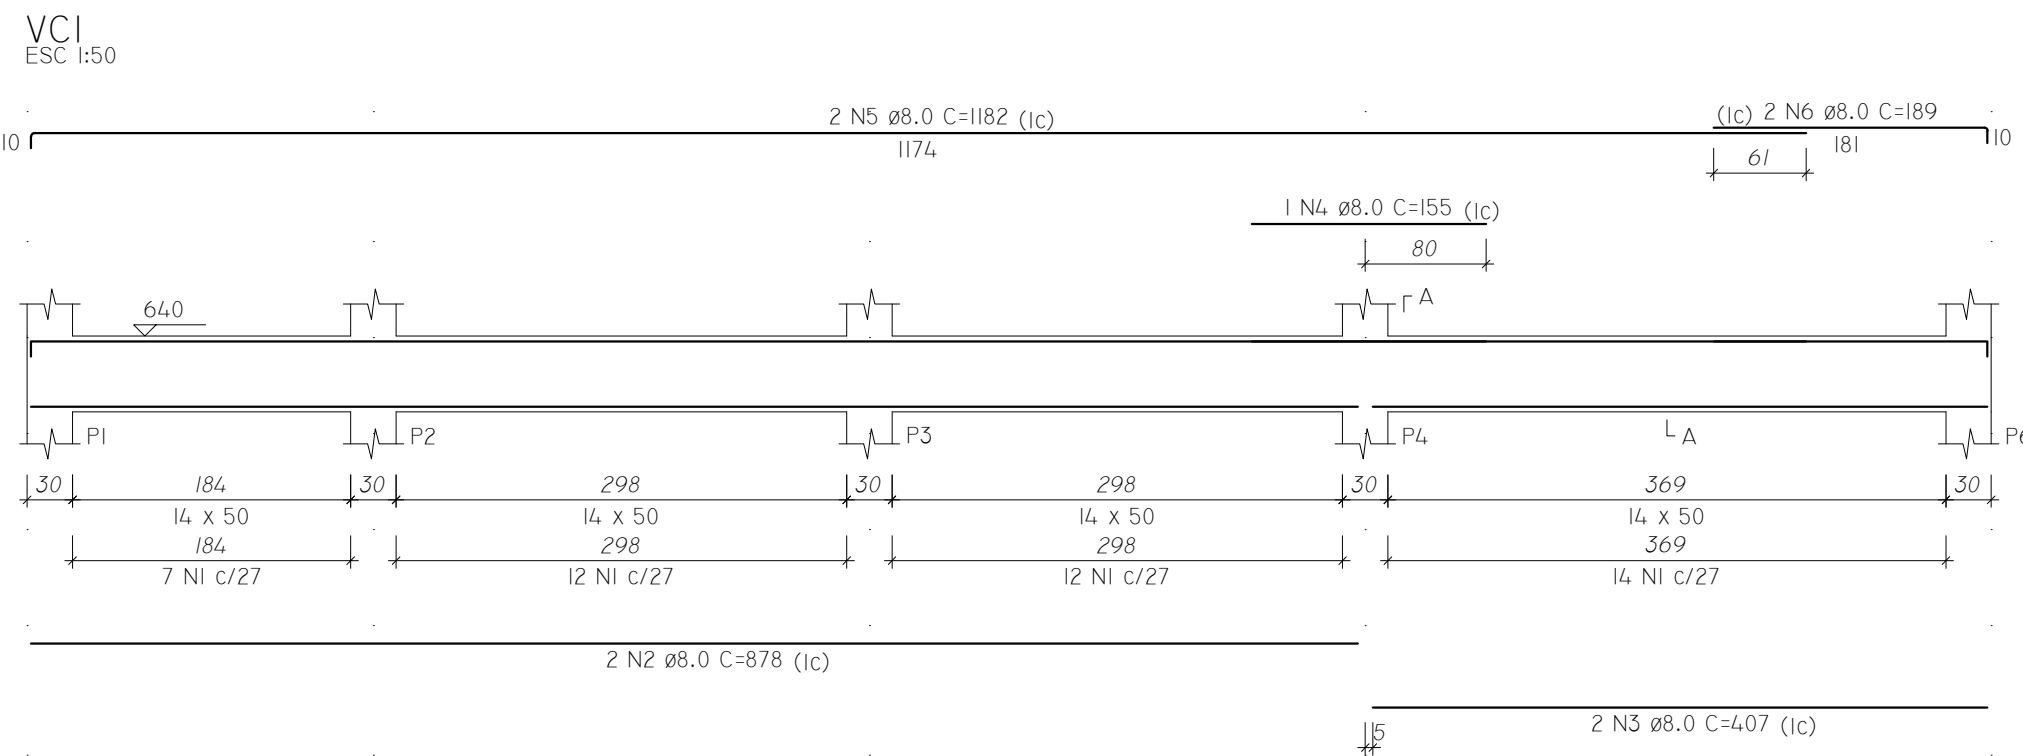 VC1
ESC 1:50
2 N5 ø8.0 C=1182 (1c)
(1c) 2 N6 ø8.0 C=189
10
1174
181
10
61
1 N4 ø8.0 C=155 (1c)
80
A
640
P1
P2
P3
P4
A
P6
30
184
30
298
30
298
30
369
30
14 x 50
14 x 50
14 x 50
14 x 50
184
298
298
369
7 N1 c/27
12 N1 c/27
12 N1 c/27
14 N1 c/27
2 N2 ø8.0 C=878 (1c)
2 N3 ø8.0 C=407 (1c)
5